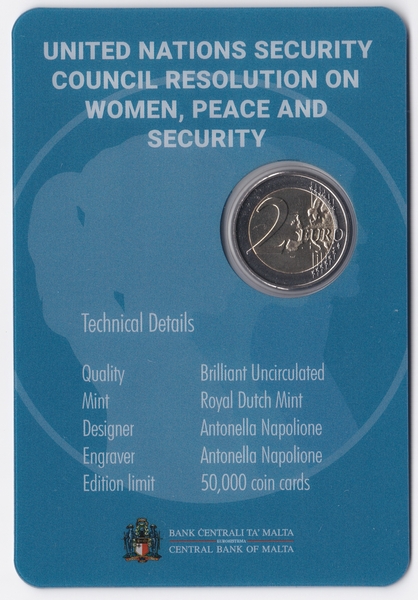 UNITED NATIONS SECURITY
COUNCIL RESOLUTION ON
WOMEN, PEACE AND
SECURITY
2 EURO
Technical Details
Quality Brilliant Uncirculated
Mint Royal Dutch Mint
Designer Antonella Napolione
Engraver Antonella Napolione
Edition limit 50,000 coin cards
BANK ĊENTRALI TA' MALTA
EUROSISTEMA
CENTRAL BANK OF MALTA